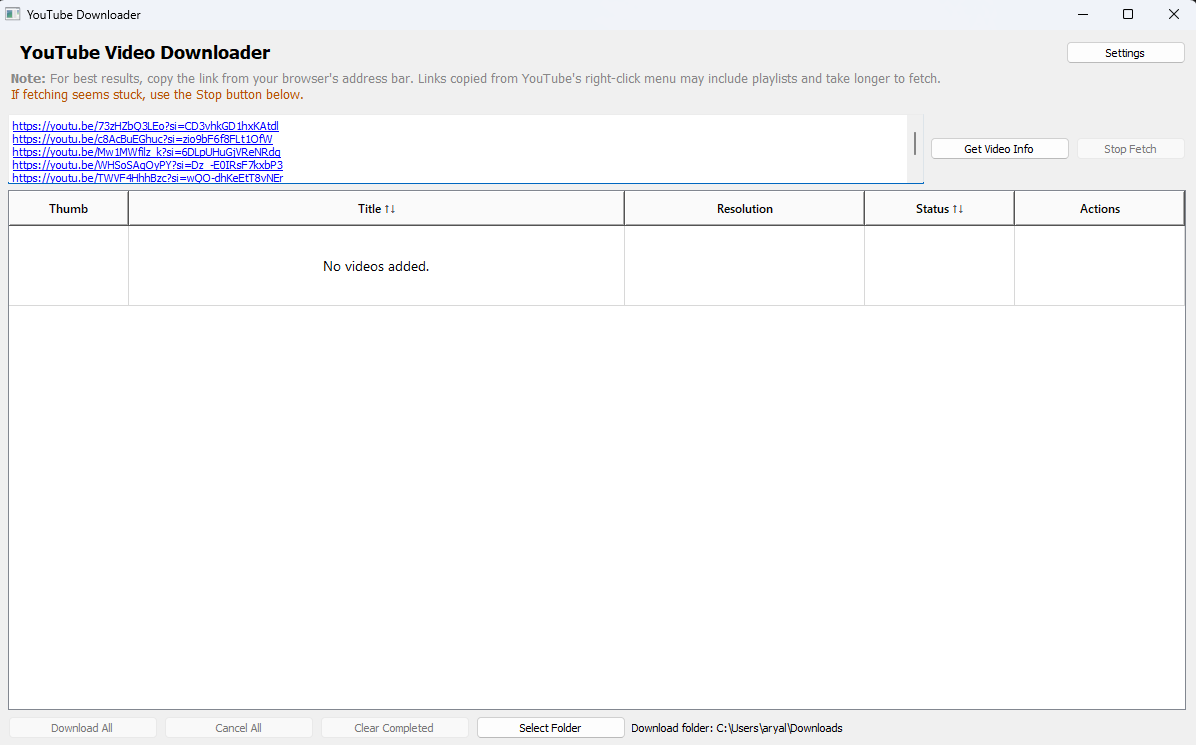 YouTube Downloader
YouTube Video Downloader
Settings
Note: For best results, copy the link from your browser's address bar. Links copied from YouTube's right-click menu may include playlists and take longer to fetch.
If fetching seems stuck, use the Stop button below.
https://youtu.be/73zHZbQ3LEo?si=CD3vhkGD1hxKAtdl
https://youtu.be/c8AcBuEGhuc?si=zio9bF6f8FLt1OfW
https://youtu.be/Mw1MWfilz_k?si=6DLpUHuGjVReNRdq
https://youtu.be/WHSoSAqOyPY?si=Dz_-E0IRsF7kxbP3
https://youtu.be/TWVF4HhhBzc?si=wQO-dhKeEtT8vNEr
Get Video Info
Stop Fetch
Thumb
Title ↑↓
Resolution
Status ↑↓
Actions
No videos added.
Download All
Cancel All
Clear Completed
Select Folder
Download folder: C:\Users\aryal\Downloads